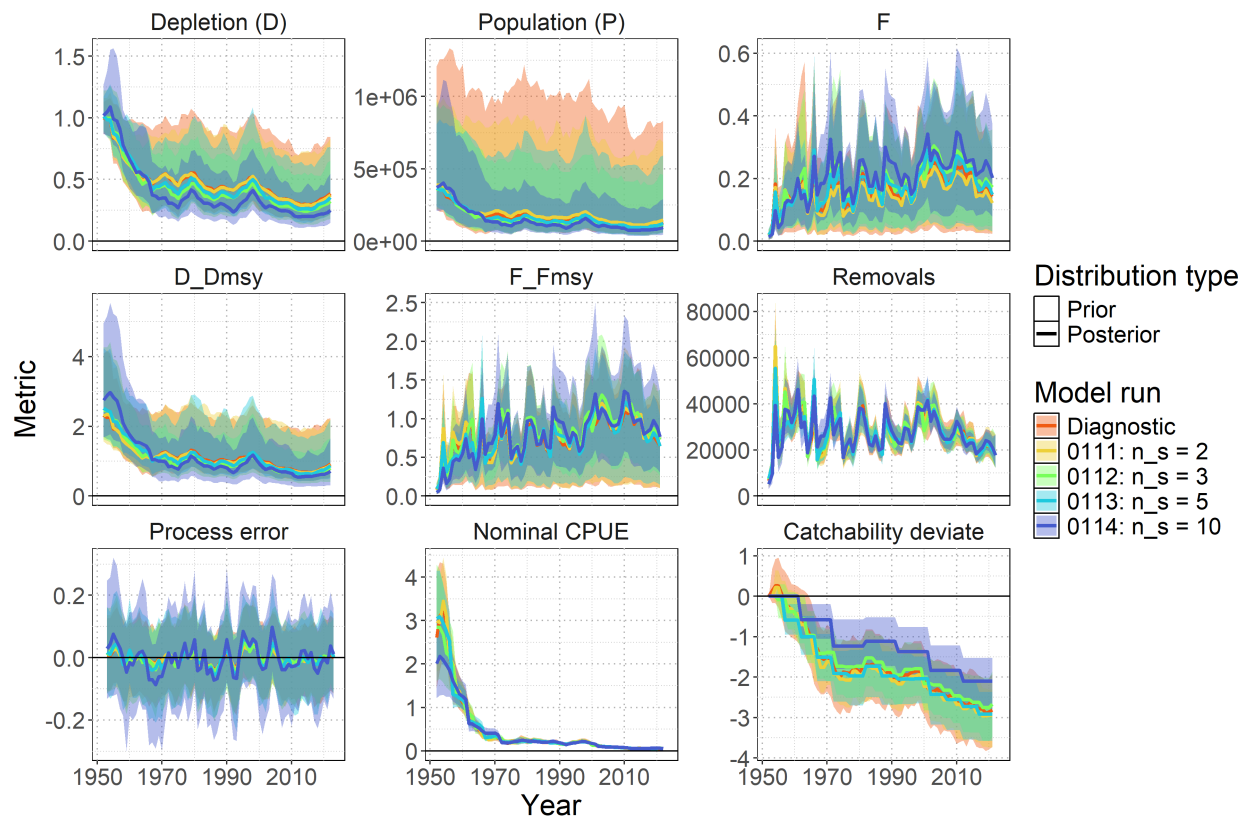 Depletion (D)
Population (P)
F
1.5
1.0
0.5
0.0
1e+06
5e+05
0e+00
0.6
0.4
0.2
0.0
D_Dmsy
F_Fmsy
Removals
4
2
0
2.5
2.0
1.5
1.0
0.5
0.0
80000
60000
40000
20000
0
Process error
Nominal CPUE
Catchability deviate
0.2
0.0
-0.2
4
3
2
1
0
1
0
-1
-2
-3
-4
1950 1970 1990 2010
1950 1970 1990 2010
1950 1970 1990 2010
Year
Metric
Distribution type
Prior
Posterior
Model run
Diagnostic
0111: n_s = 2
0112: n_s = 3
0113: n_s = 5
0114: n_s = 10